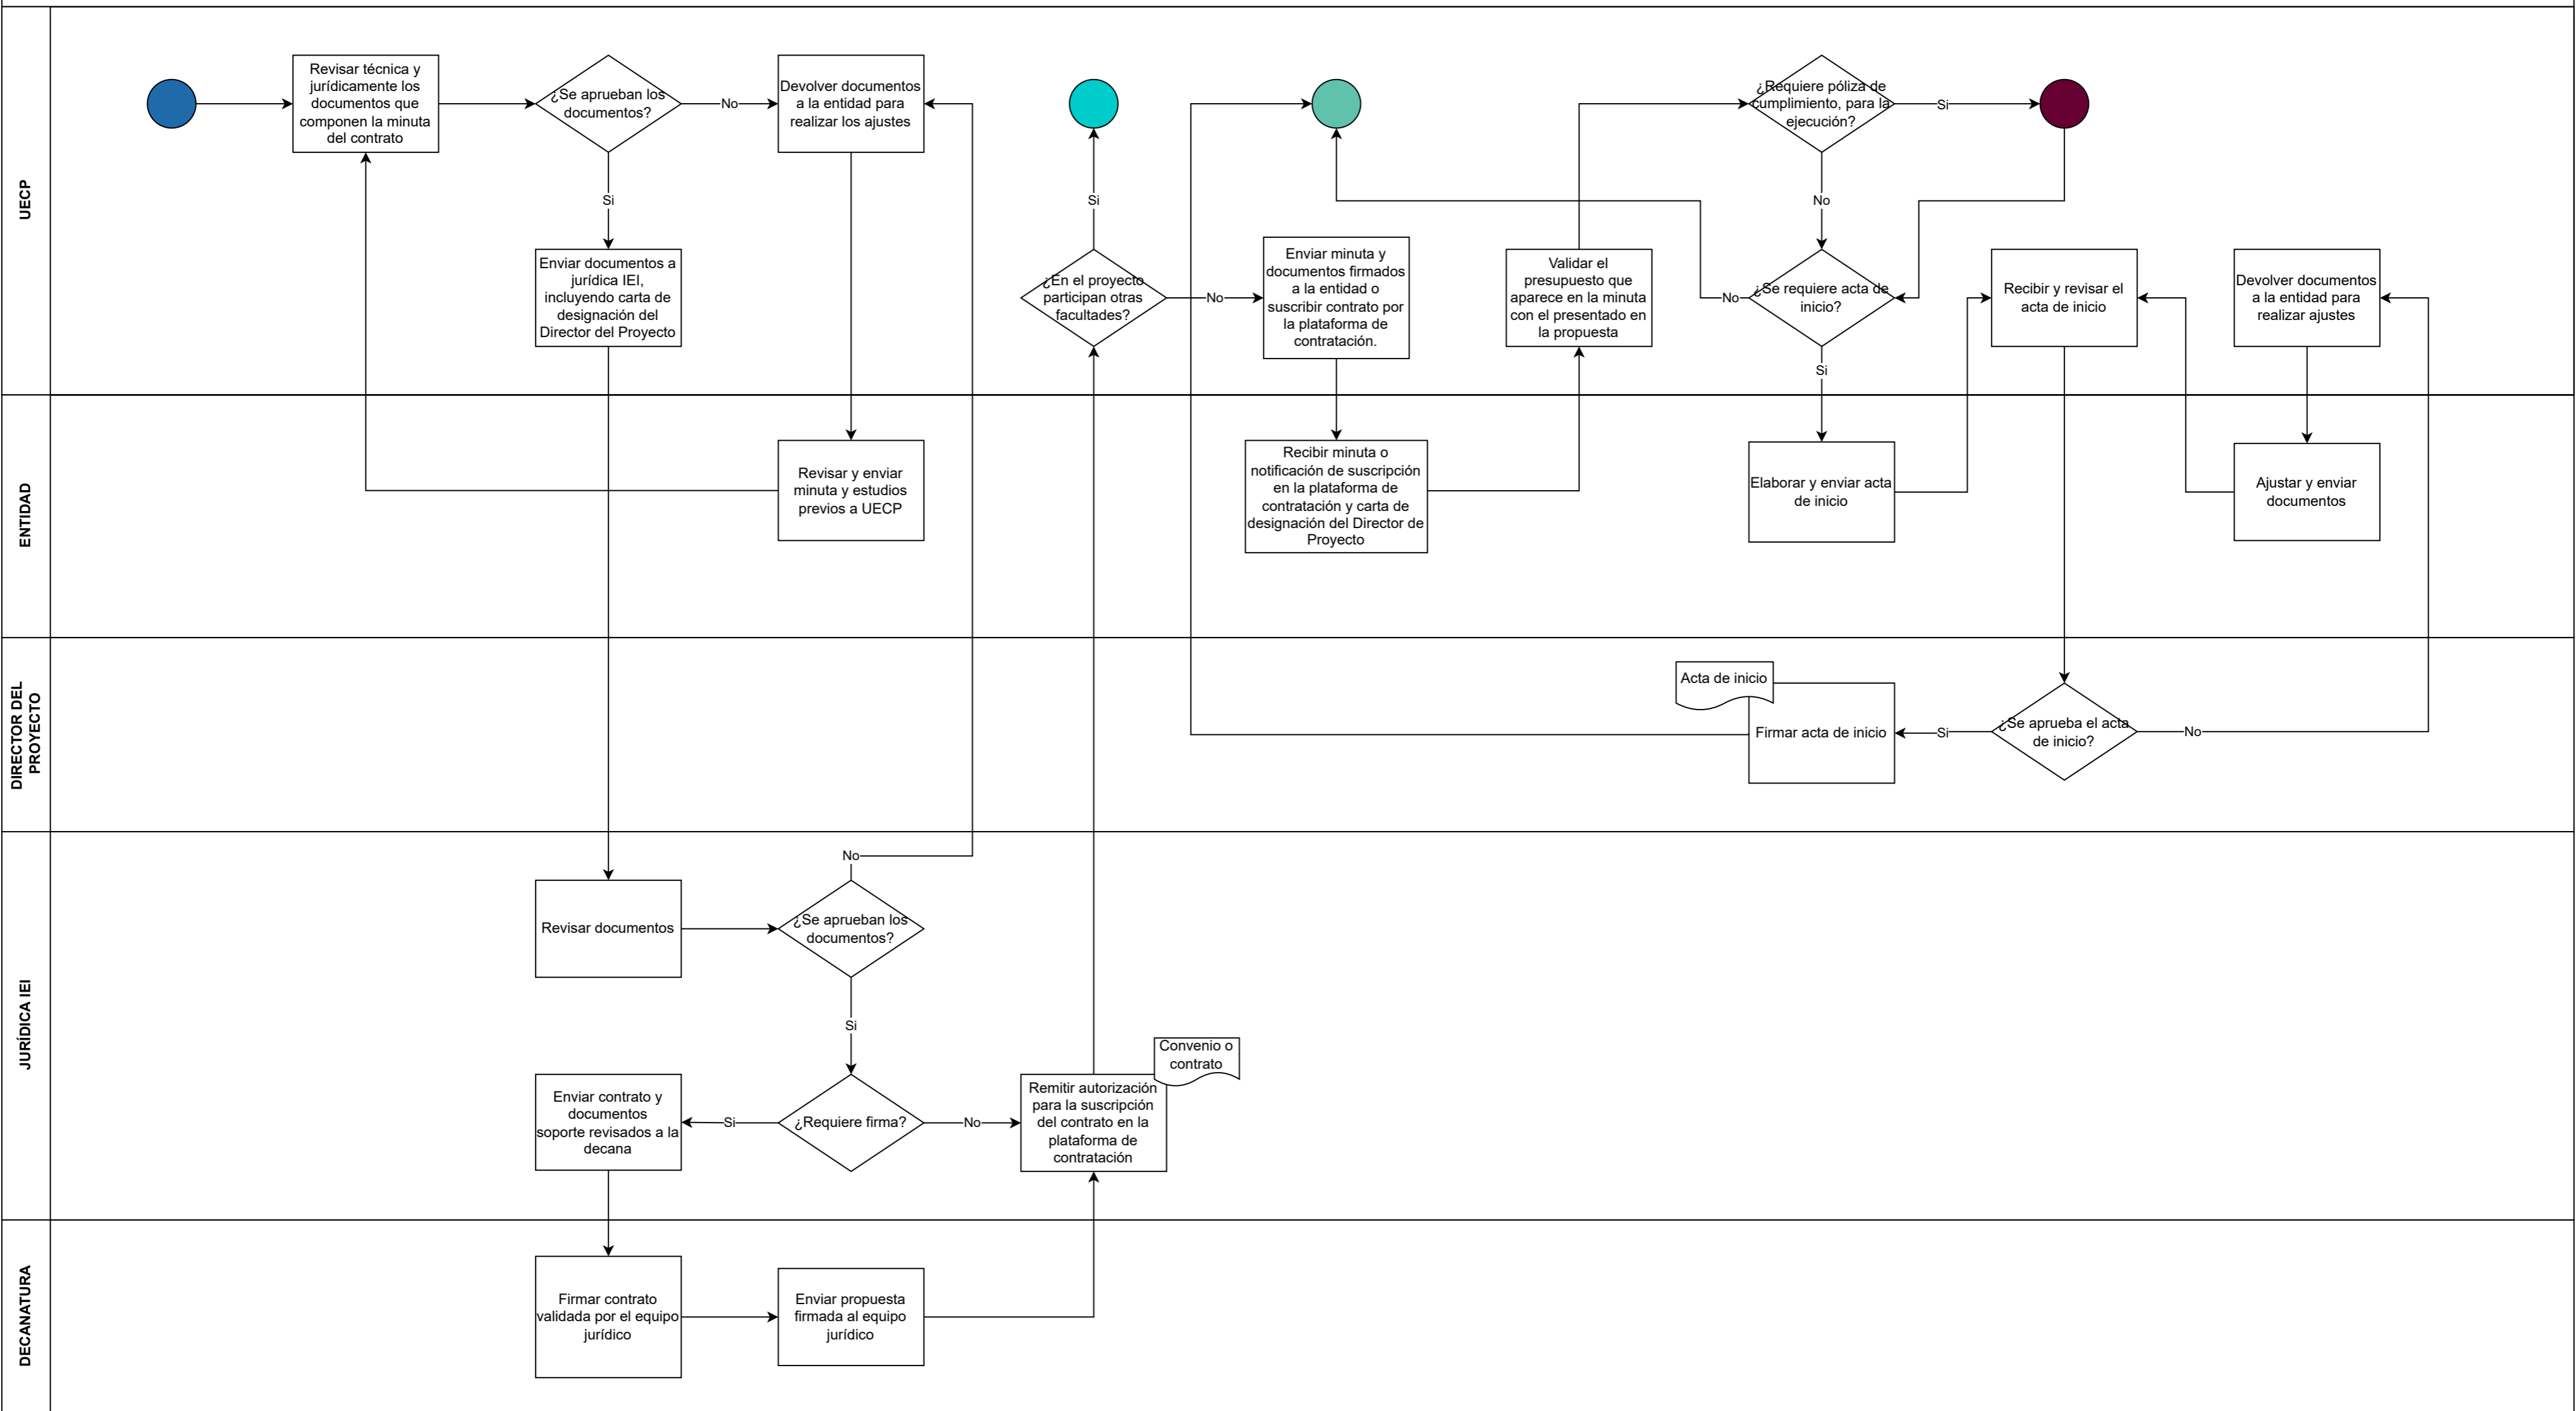 UECP
Revisar técnica y
jurídicamente los
documentos que
componen la minuta
del contrato
¿Se aprueban los
documentos?
No
Devolver documentos
a la entidad para
realizar los ajustes
Si
Enviar documentos a
jurídica IEI,
incluyendo carta de
designación del
Director del Proyecto
Si
¿En el proyecto
participan otras
facultades?
No
Enviar minuta y
documentos firmados
a la entidad o
suscribir contrato por
la plataforma de
contratación.
Validar el
presupuesto que
aparece en la minuta
con el presentado en
la propuesta
¿Requiere póliza de
cumplimiento, para la
ejecución?
Si
No
No
¿Se requiere acta de
inicio?
Si
Recibir y revisar el
acta de inicio
Devolver documentos
a la entidad para
realizar ajustes
ENTIDAD
Revisar y enviar
minuta y estudios
previos a UECP
Recibir minuta o
notificación de suscripción
en la plataforma de
contratación y carta de
designación del Director de
Proyecto
Elaborar y enviar acta
de inicio
Ajustar y enviar
documentos
DIRECTOR DEL
PROYECTO
Acta de inicio
Firmar acta de inicio
Si
¿Se aprueba el acta
de inicio?
No
JURÍDICA IEI
No
Revisar documentos
¿Se aprueban los
documentos?
Si
Enviar contrato y
documentos
soporte revisados a la
decana
Si
¿Requiere firma?
No
Convenio o
contrato
Remitir autorización
para la suscripción
del contrato en la
plataforma de
contratación
DECANATURA
Firmar contrato
validada por el equipo
jurídico
Enviar propuesta
firmada al equipo
jurídico